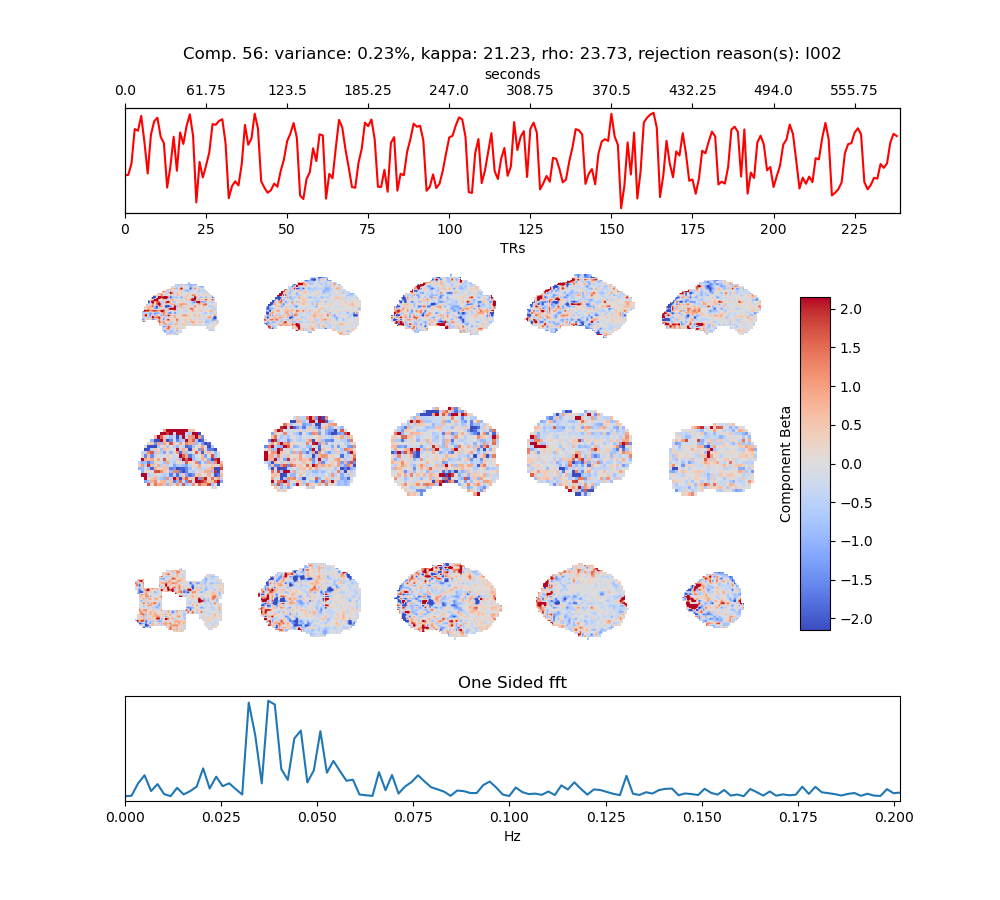 Comp. 56: variance: 0.23%, kappa: 21.23, rho: 23.73, rejection reason(s): I002
seconds
0.0 61.75 123.5 185.25 247.0 308.75 370.5 432.25 494.0 555.75
0 25 50 75 100 125 150 175 200 225
TRs
2.0
1.5
1.0
0.5
0.0
−0.5
−1.0
−1.5
−2.0
Component Beta
One Sided fft
0.000 0.025 0.050 0.075 0.100 0.125 0.150 0.175 0.200
Hz